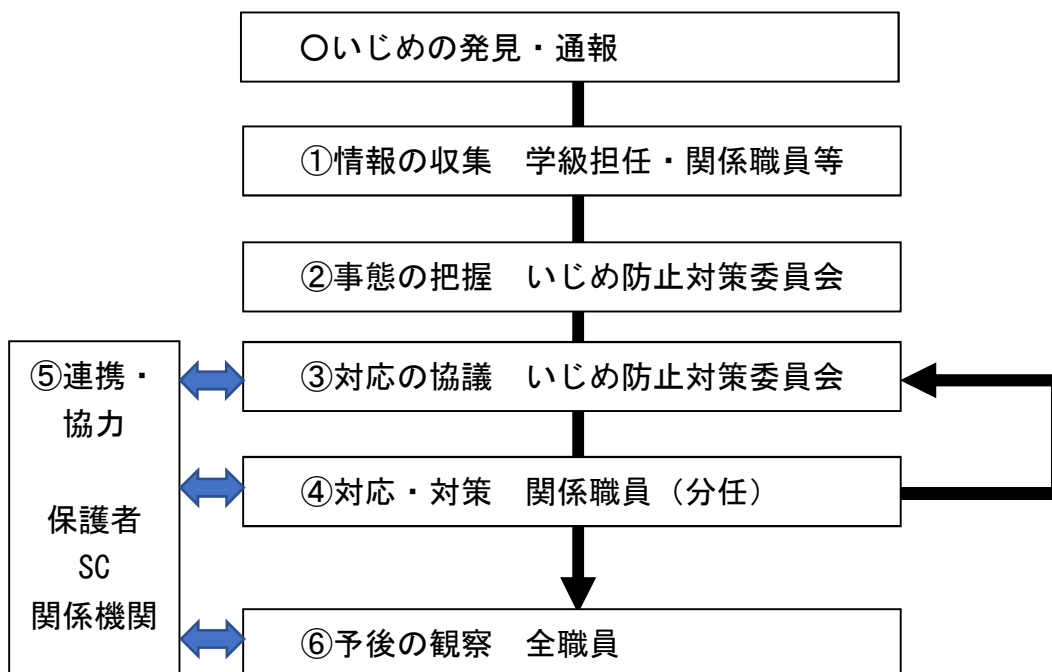 〇いじめの発見・通報
①情報の収集　学級担任・関係職員等
②事態の把握　いじめ防止対策委員会
③対応の協議　いじめ防止対策委員会
④対応・対策　関係職員（分任）
⑤連携・
協力
保護者
SC
関係機関
⑥予後の観察　全職員